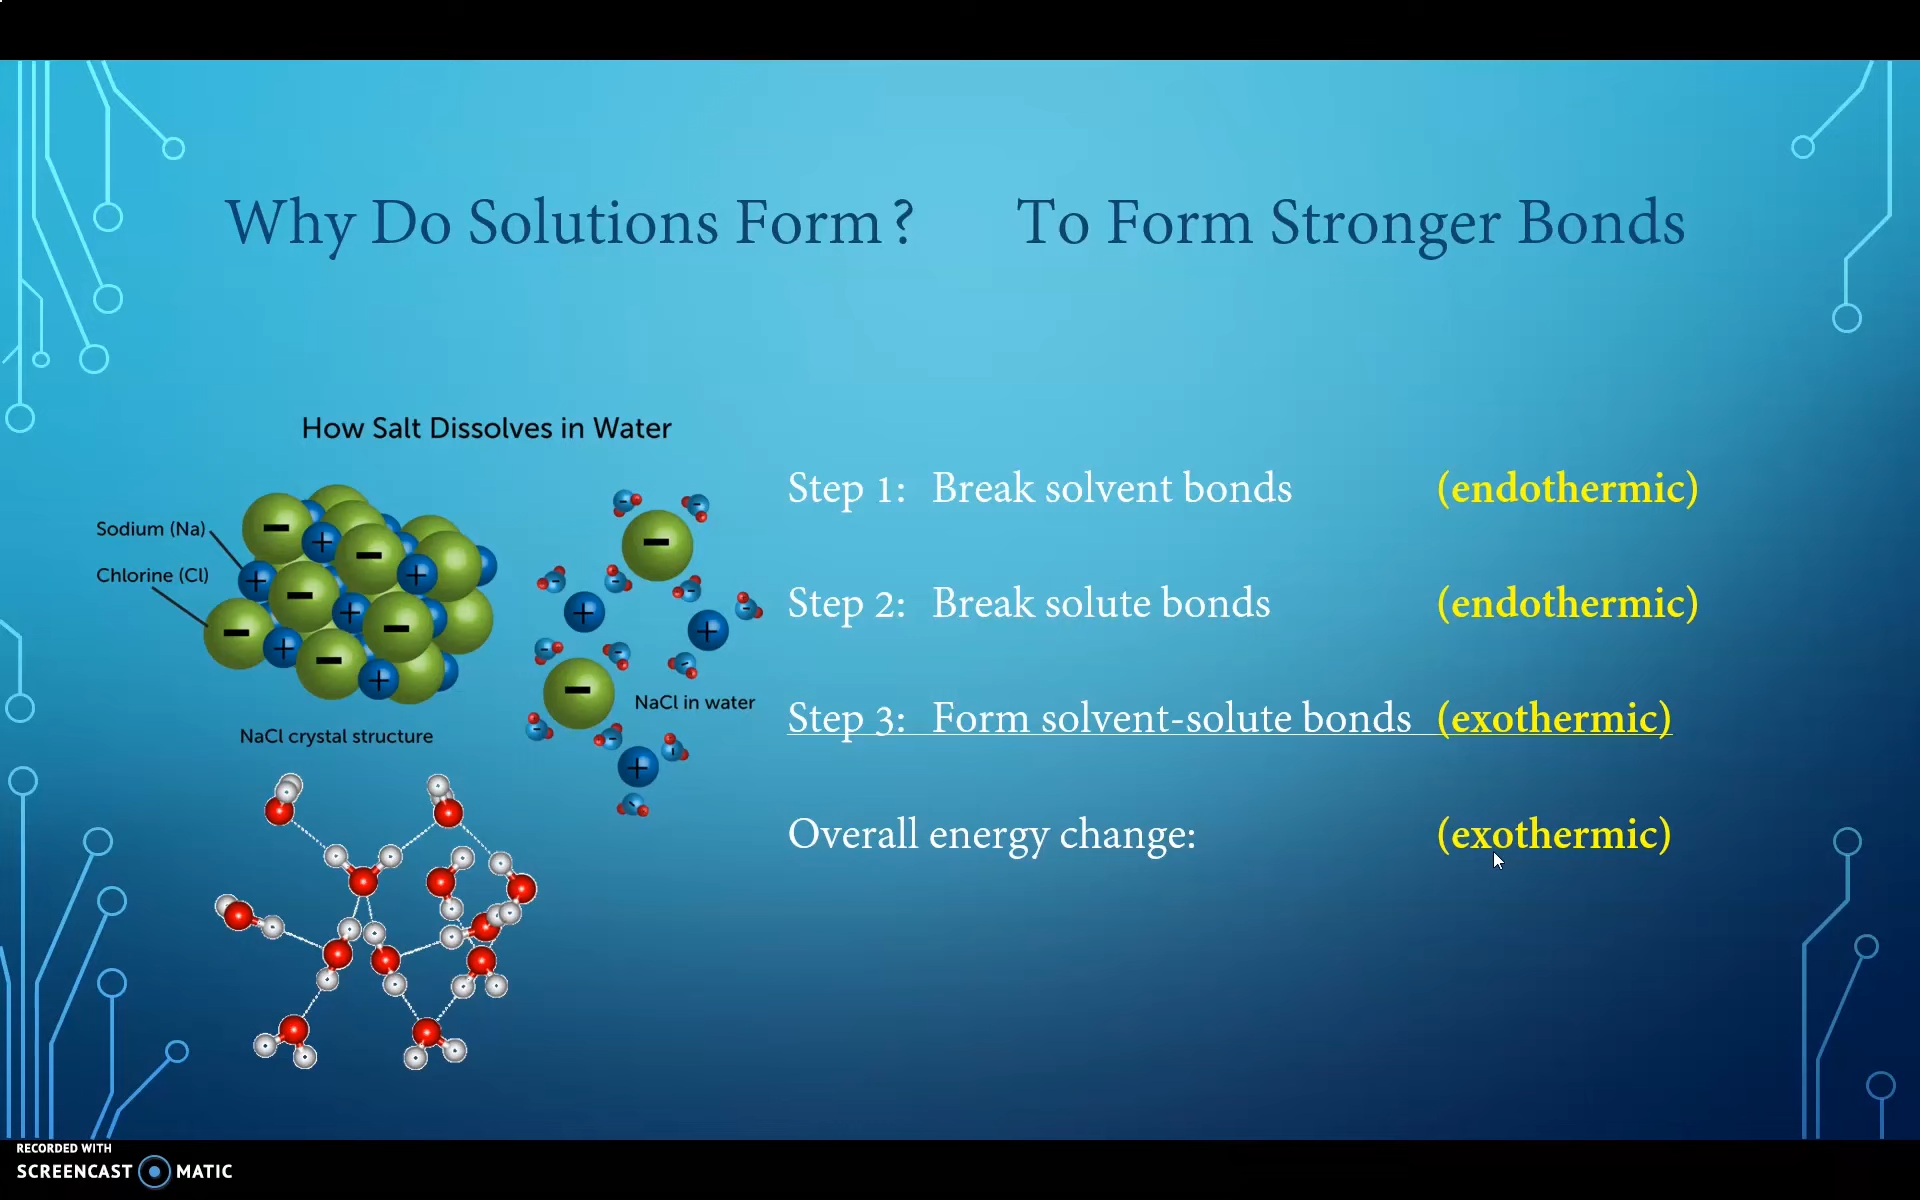 Why Do Solutions Form? To Form Stronger Bonds
How Salt Dissolves in Water
Sodium (Na)
Chlorine (Cl)
NaCl in water
NaCl crystal structure
Step 1: Break solvent bonds (endothermic)
Step 2: Break solute bonds (endothermic)
Step 3: Form solvent-solute bonds (exothermic)
Overall energy change: (exothermic)
RECORDED WITH
SCREENCAST MATIC